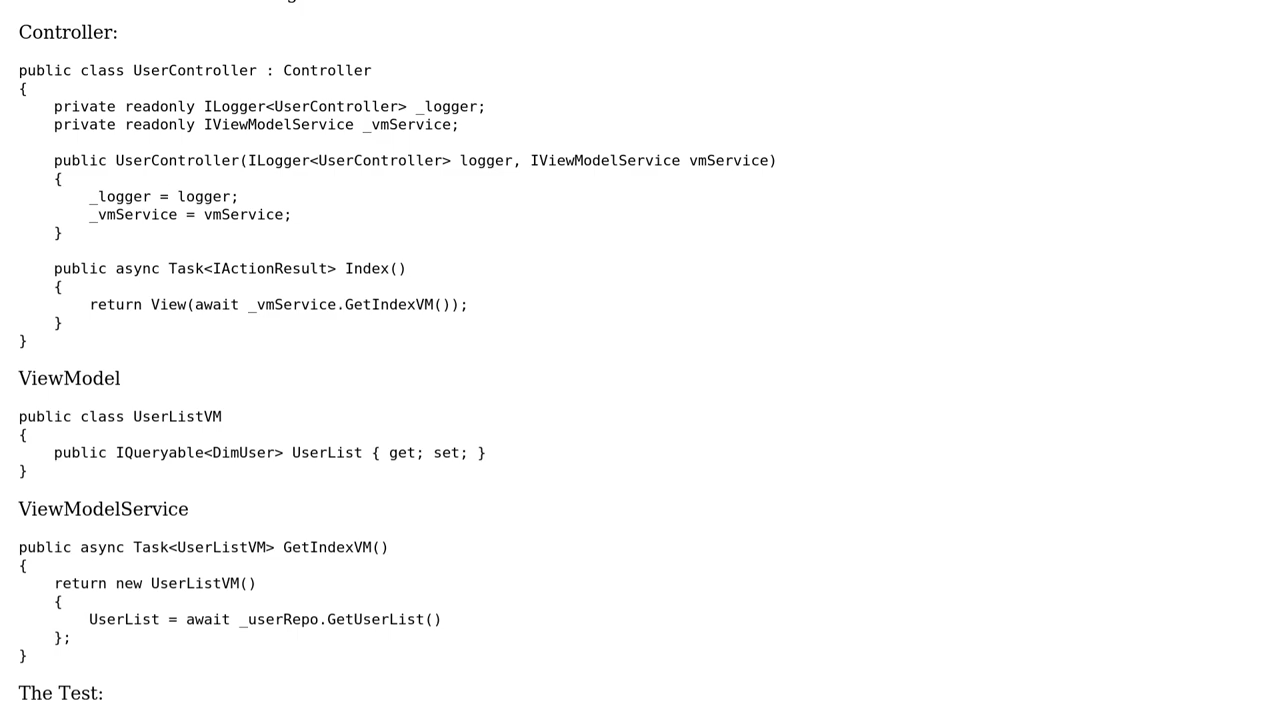 Controller:
public class UserController : Controller
{
    private readonly ILogger<UserController> _logger;
    private readonly IViewModelService _vmService;

    public UserController(ILogger<UserController> logger, IViewModelService vmService)
    {
        _logger = logger;
        _vmService = vmService;
    }

    public async Task<IActionResult> Index()
    {
        return View(await _vmService.GetIndexVM());
    }
}
ViewModel
public class UserListVM
{
    public IQueryable<DimUser> UserList { get; set; }
}
ViewModelService
public async Task<UserListVM> GetIndexVM()
{
    return new UserListVM()
    {
        UserList = await _userRepo.GetUserList()
    };
}
The Test: